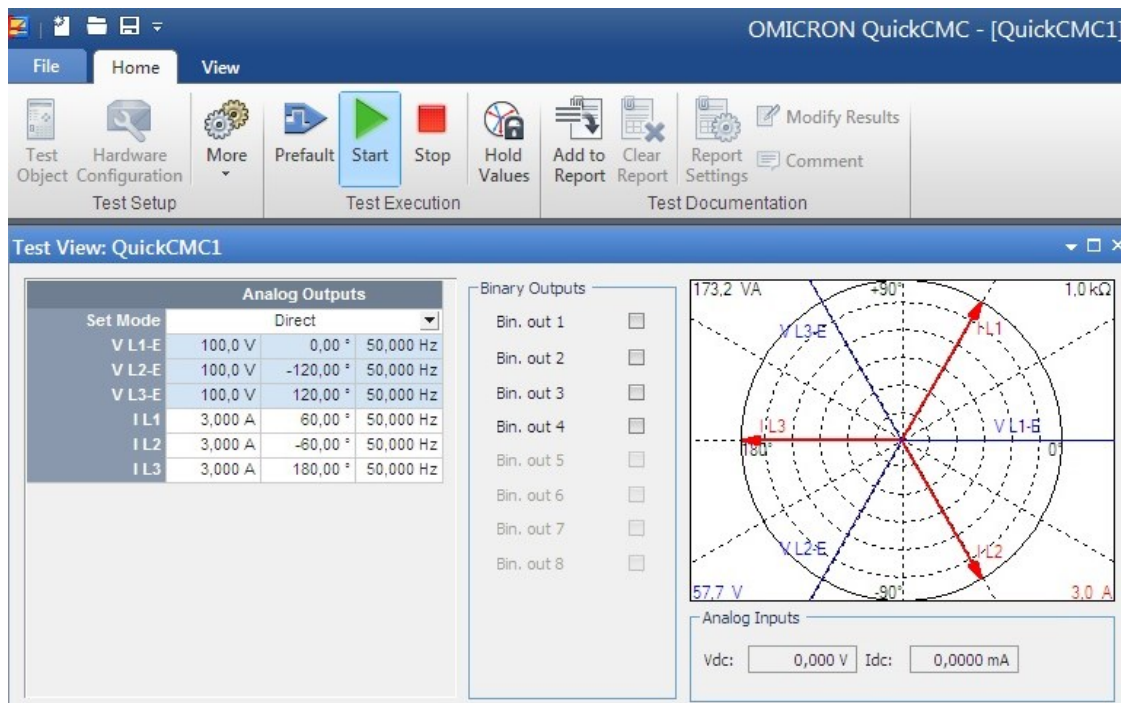 OMICRON QuickCMC - [QuickCMC1]
File Home View
Test Object
Hardware Configuration
More
Prefault
Start
Stop
Hold Values
Add to Report
Clear Report
Report Settings
Modify Results
Comment
Test Setup
Test Execution
Test Documentation
Test View: QuickCMC1
Analog Outputs
Set Mode Direct
V L1-E 100,0 V 0,00 ° 50,000 Hz
V L2-E 100,0 V -120,00 ° 50,000 Hz
V L3-E 100,0 V 120,00 ° 50,000 Hz
I L1 3,000 A 60,00 ° 50,000 Hz
I L2 3,000 A -60,00 ° 50,000 Hz
I L3 3,000 A 180,00 ° 50,000 Hz
Binary Outputs
Bin. out 1
Bin. out 2
Bin. out 3
Bin. out 4
Bin. out 5
Bin. out 6
Bin. out 7
Bin. out 8
173,2 VA +90° 1,0 kΩ
V L3-E I L1
I L3 V L1-E
180° 0°
V L2-E I L2
57,7 V -90° 3,0 A
Analog Inputs
Vdc: 0,000 V Idc: 0,0000 mA